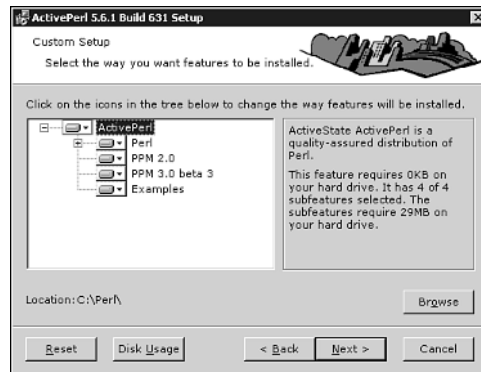 ActivePerl 5.6.1 Build 631 Setup
Custom Setup
Select the way you want features to be installed.
Click on the icons in the tree below to change the way features will be installed.
ActivePerl
Perl
PPM 2.0
PPM 3.0 beta 3
Examples
ActiveState ActivePerl is a
quality-assured distribution of
Perl.
This feature requires 0KB on
your hard drive. It has 4 of 4
subfeatures selected. The
subfeatures require 29MB on
your hard drive.
Location: C:\Perl\
Browse
Reset
Disk Usage
< Back
Next >
Cancel